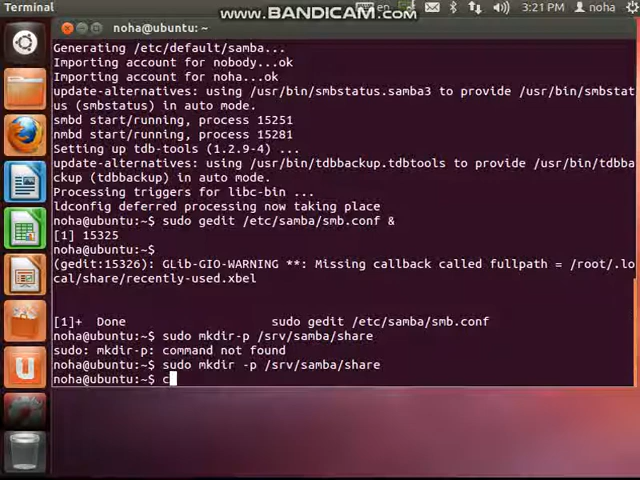 Terminal
www.BANDICAM.com
en
3:21 PM
noha
noha@ubuntu: ~
Generating /etc/default/samba...
Importing account for nobody...ok
Importing account for noha...ok
update-alternatives: using /usr/bin/smbstatus.samba3 to provide /usr/bin/smbstat
us (smbstatus) in auto mode.
smbd start/running, process 15251
nmbd start/running, process 15281
Setting up tdb-tools (1.2.9-4) ...
update-alternatives: using /usr/bin/tdbbackup.tdbtools to provide /usr/bin/tdbba
ckup (tdbbackup) in auto mode.
Processing triggers for libc-bin ...
ldconfig deferred processing now taking place
noha@ubuntu:~$ sudo gedit /etc/samba/smb.conf &
[1] 15325
noha@ubuntu:~$
(gedit:15326): GLib-GIO-WARNING **: Missing callback called fullpath = /root/.lo
cal/share/recently-used.xbel
[1]+  Done                    sudo gedit /etc/samba/smb.conf
noha@ubuntu:~$ sudo mkdir-p /srv/samba/share
sudo: mkdir-p: command not found
noha@ubuntu:~$ sudo mkdir -p /srv/samba/share
noha@ubuntu:~$ c